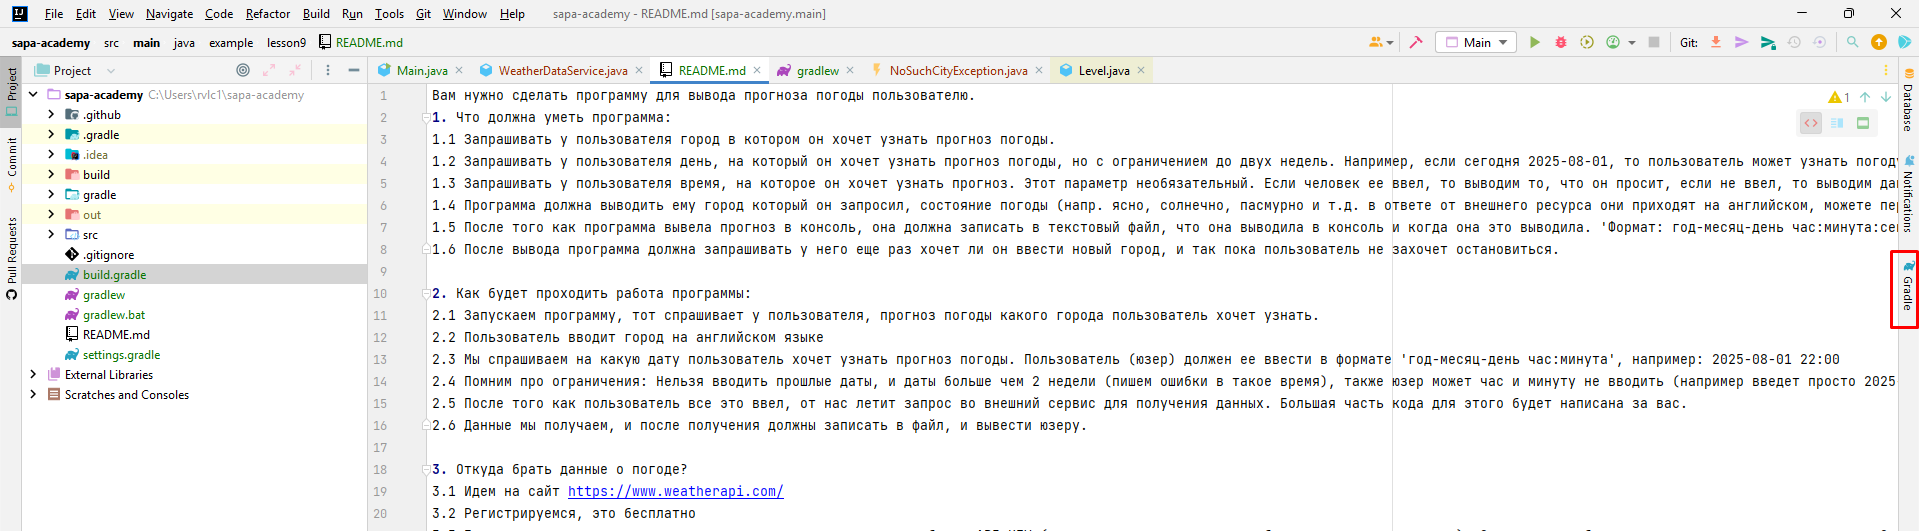 File Edit View Navigate Code Refactor Build Run Tools Git Window Help sapa-academy - README.md [sapa-academy.main]
sapa-academy src main java example lesson9 README.md Main Git:
Project Main.java WeatherDataService.java README.md gradlew NoSuchCityException.java Level.java
Project
Commit
Pull Requests
sapa-academy C:\Users\rvlc1\sapa-academy
.github
.gradle
.idea
build
gradle
out
src
.gitignore
build.gradle
gradlew
gradlew.bat
README.md
settings.gradle
External Libraries
Scratches and Consoles
1 Вам нужно сделать программу для вывода прогноза погоды пользователю.
2 1. Что должна уметь программа:
3 1.1 Запрашивать у пользователя город в котором он хочет узнать прогноз погоды.
4 1.2 Запрашивать у пользователя день, на который он хочет узнать прогноз погоды, но с ограничением до двух недель. Например, если сегодня 2025-08-01, то пользователь может узнать погоду
5 1.3 Запрашивать у пользователя время, на которое он хочет узнать прогноз. Этот параметр необязательный. Если человек ее ввел, то выводим то, что он просит, если не ввел, то выводим да
6 1.4 Программа должна выводить ему город который он запросил, состояние погоды (напр. ясно, солнечно, пасмурно и т.д. в ответе от внешнего ресурса они приходят на английском, можете пер
7 1.5 После того как программа вывела прогноз в консоль, она должна записать в текстовый файл, что она выводила в консоль и когда она это выводила. 'Формат: год-месяц-день час:минута:сек
8 1.6 После вывода программа должна запрашивать у него еще раз хочет ли он ввести новый город, и так пока пользователь не захочет остановиться.
9
10 2. Как будет проходить работа программы:
11 2.1 Запускаем программу, тот спрашивает у пользователя, прогноз погоды какого города пользователь хочет узнать.
12 2.2 Пользователь вводит город на английском языке
13 2.3 Мы спрашиваем на какую дату пользователь хочет узнать прогноз погоды. Пользователь (юзер) должен ее ввести в формате 'год-месяц-день час:минута', например: 2025-08-01 22:00
14 2.4 Помним про ограничения: Нельзя вводить прошлые даты, и даты больше чем 2 недели (пишем ошибки в такое время), также юзер может час и минуту не вводить (например введет просто 2025
15 2.5 После того как пользователь все это ввел, от нас летит запрос во внешний сервис для получения данных. Большая часть кода для этого будет написана за вас.
16 2.6 Данные мы получаем, и после получения должны записать в файл, и вывести юзеру.
17
18 3. Откуда брать данные о погоде?
19 3.1 Идем на сайт https://www.weatherapi.com/
20 3.2 Регистрируемся, это бесплатно
1
Database
Notifications
Gradle